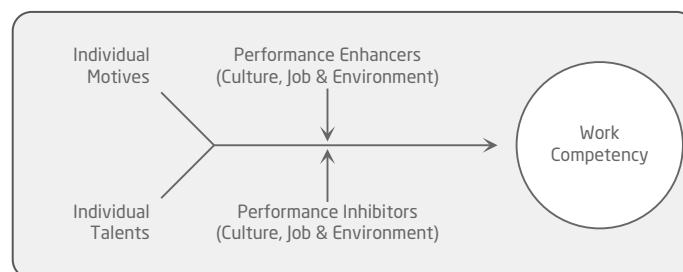 Individual
Motives
Performance Enhancers
(Culture, Job & Environment)
Work
Competency
Individual
Talents
Performance Inhibitors
(Culture, Job & Environment)